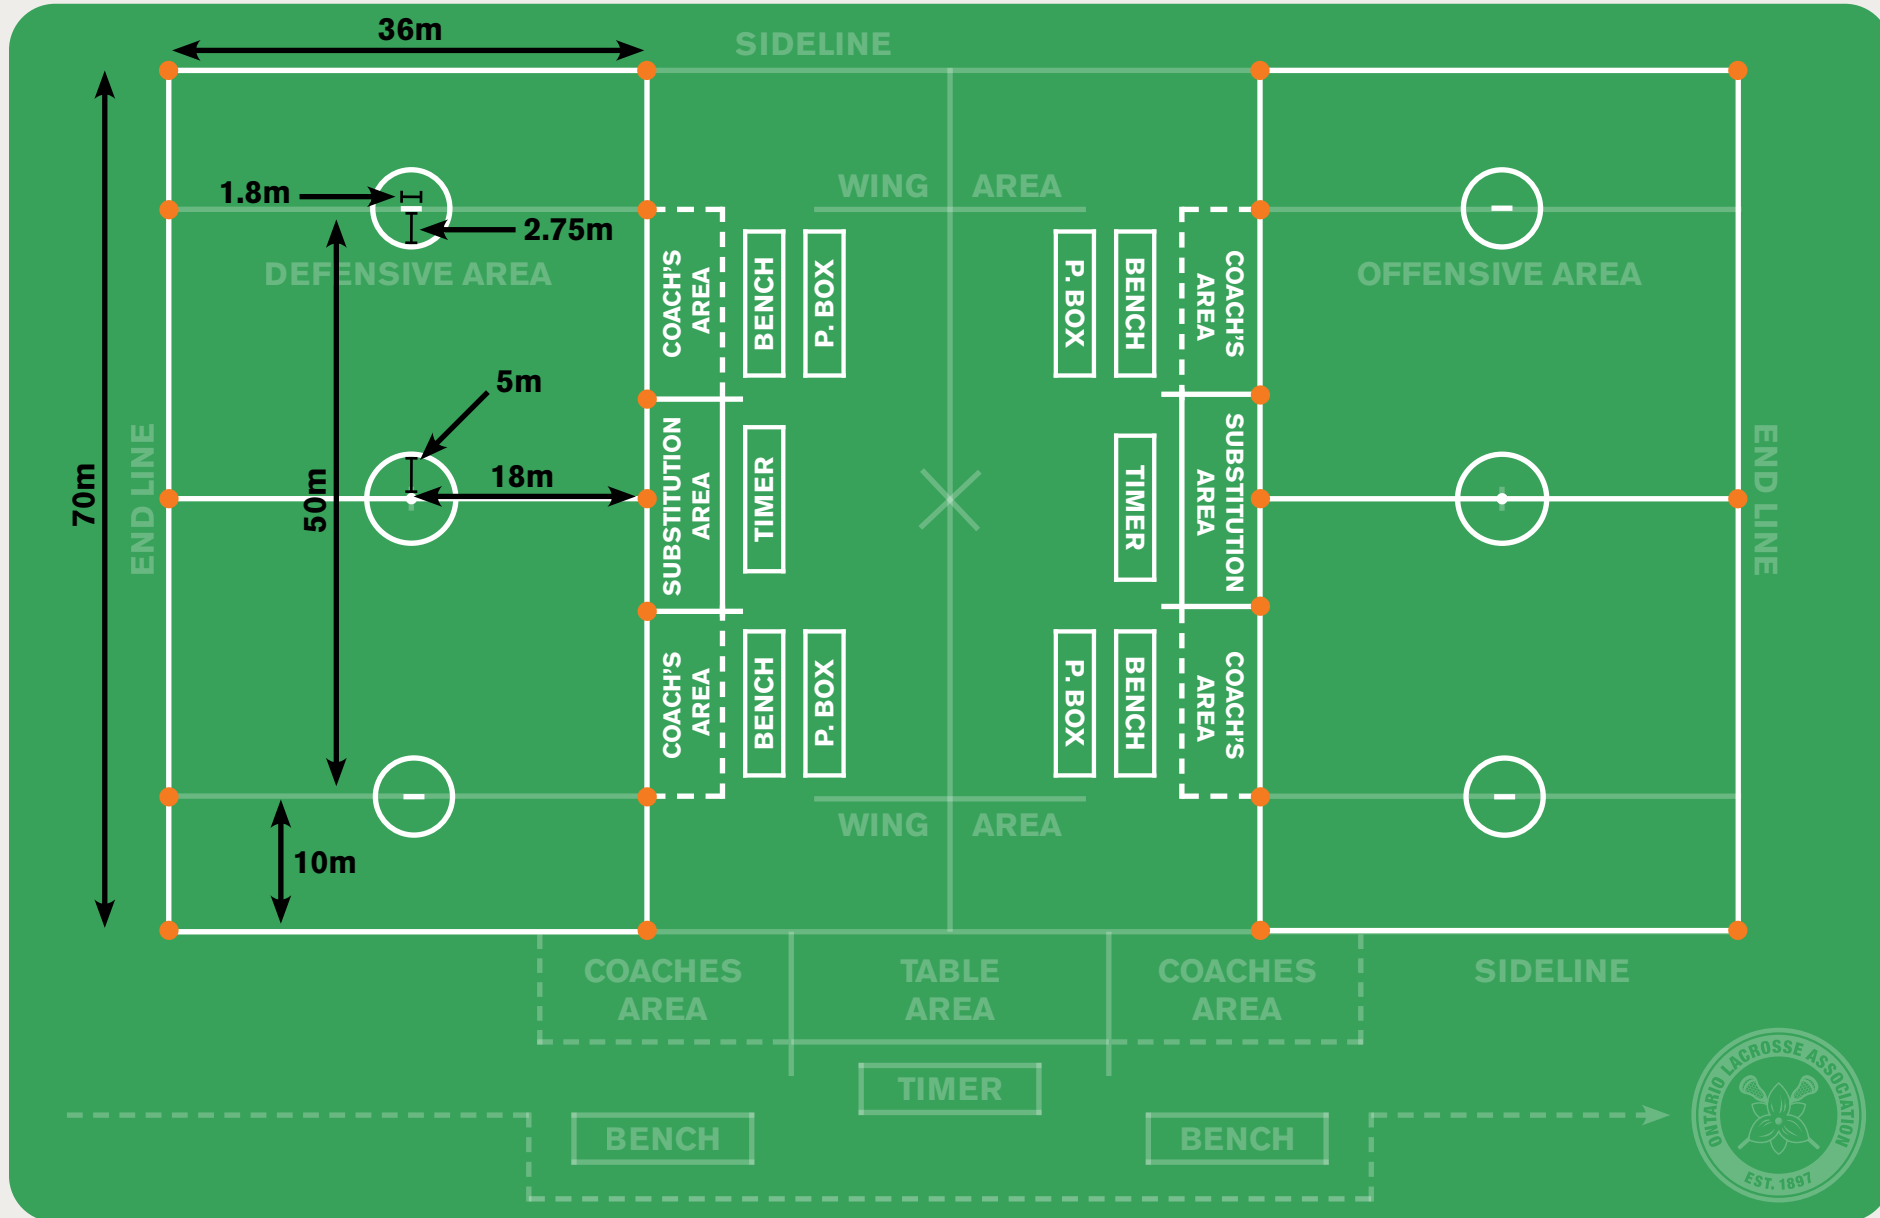 36m
SIDELINE
1.8m
2.75m
WING AREA
DEFENSIVE AREA
OFFENSIVE AREA
COACH'S
AREA
BENCH
P. BOX
P. BOX
BENCH
COACH'S
AREA
5m
70m
END LINE
50m
18m
SUBSTITUTION
AREA
TIMER
TIMER
SUBSTITUTION
AREA
END LINE
COACH'S
AREA
BENCH
P. BOX
P. BOX
BENCH
COACH'S
AREA
WING AREA
10m
COACHES
AREA
TABLE
AREA
COACHES
AREA
SIDELINE
TIMER
BENCH
BENCH
ONTARIO LACROSSE ASSOCIATION
EST. 1897